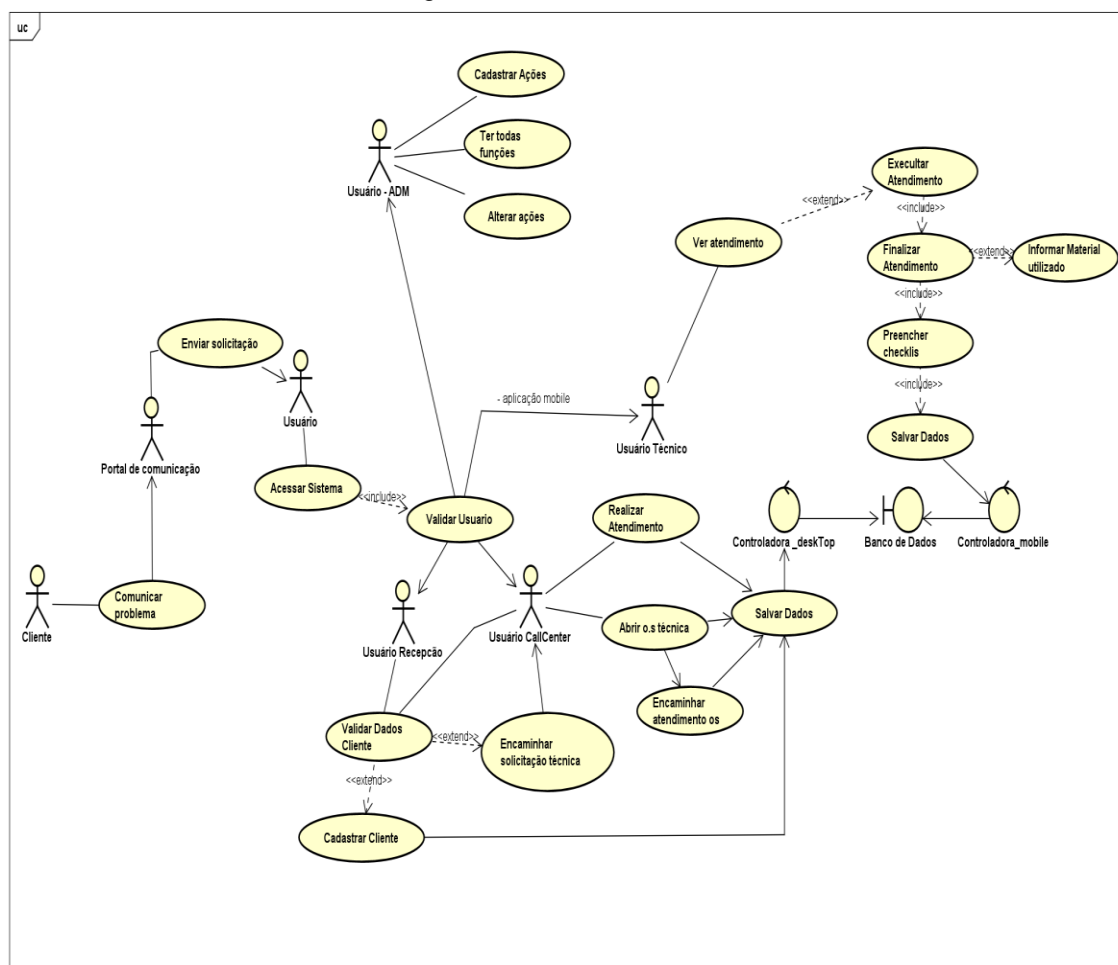 uc
Cadastrar Ações
Ter todas
funções
Usuário - ADM
Alterar ações
Execultar
Atendimento
<<extend>>
<<include>>
Ver atendimento
Finalizar
Atendimento
<<extend>>
Informar Material
utilizado
<<include>>
Enviar solicitação
Preencher
checklis
<<include>>
Usuário
- aplicação mobile
Usuário Técnico
Salvar Dados
Portal de comunicação
Acessar Sistema
<<include>>
Validar Usuario
Realizar
Atendimento
Controladora _deskTop
Banco de Dados
Controladora_mobile
Comunicar
problema
Cliente
Usuário Recepcão
Usuário CallCenter
Abrir o.s técnica
Salvar Dados
Encaminhar
atendimento os
Validar Dados
Cliente
<<extend>>
Encaminhar
solicitação técnica
<<extend>>
Cadastrar Cliente